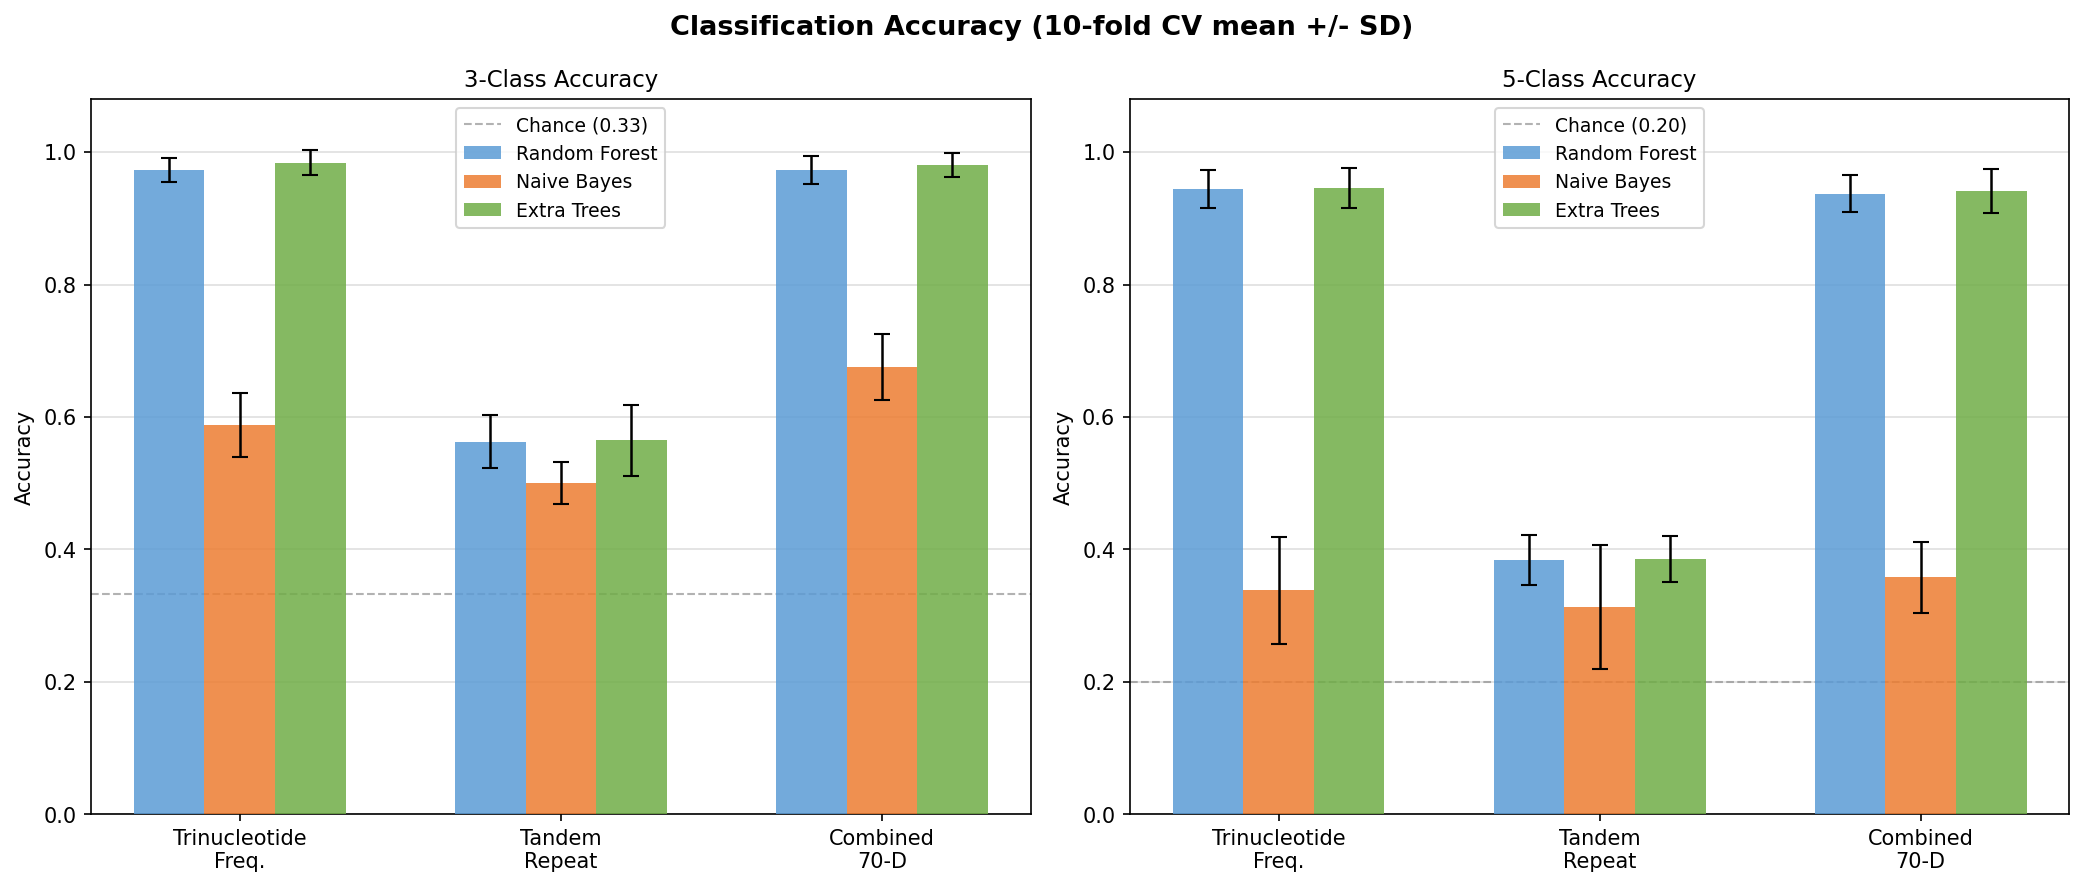 Classification Accuracy (10-fold CV mean +/- SD)
3-Class Accuracy
Chance (0.33)
Random Forest
Naive Bayes
Extra Trees
Accuracy
1.0
0.8
0.6
0.4
0.2
0.0
Trinucleotide
Freq.
Tandem
Repeat
Combined
70-D
5-Class Accuracy
Chance (0.20)
Random Forest
Naive Bayes
Extra Trees
Accuracy
1.0
0.8
0.6
0.4
0.2
0.0
Trinucleotide
Freq.
Tandem
Repeat
Combined
70-D